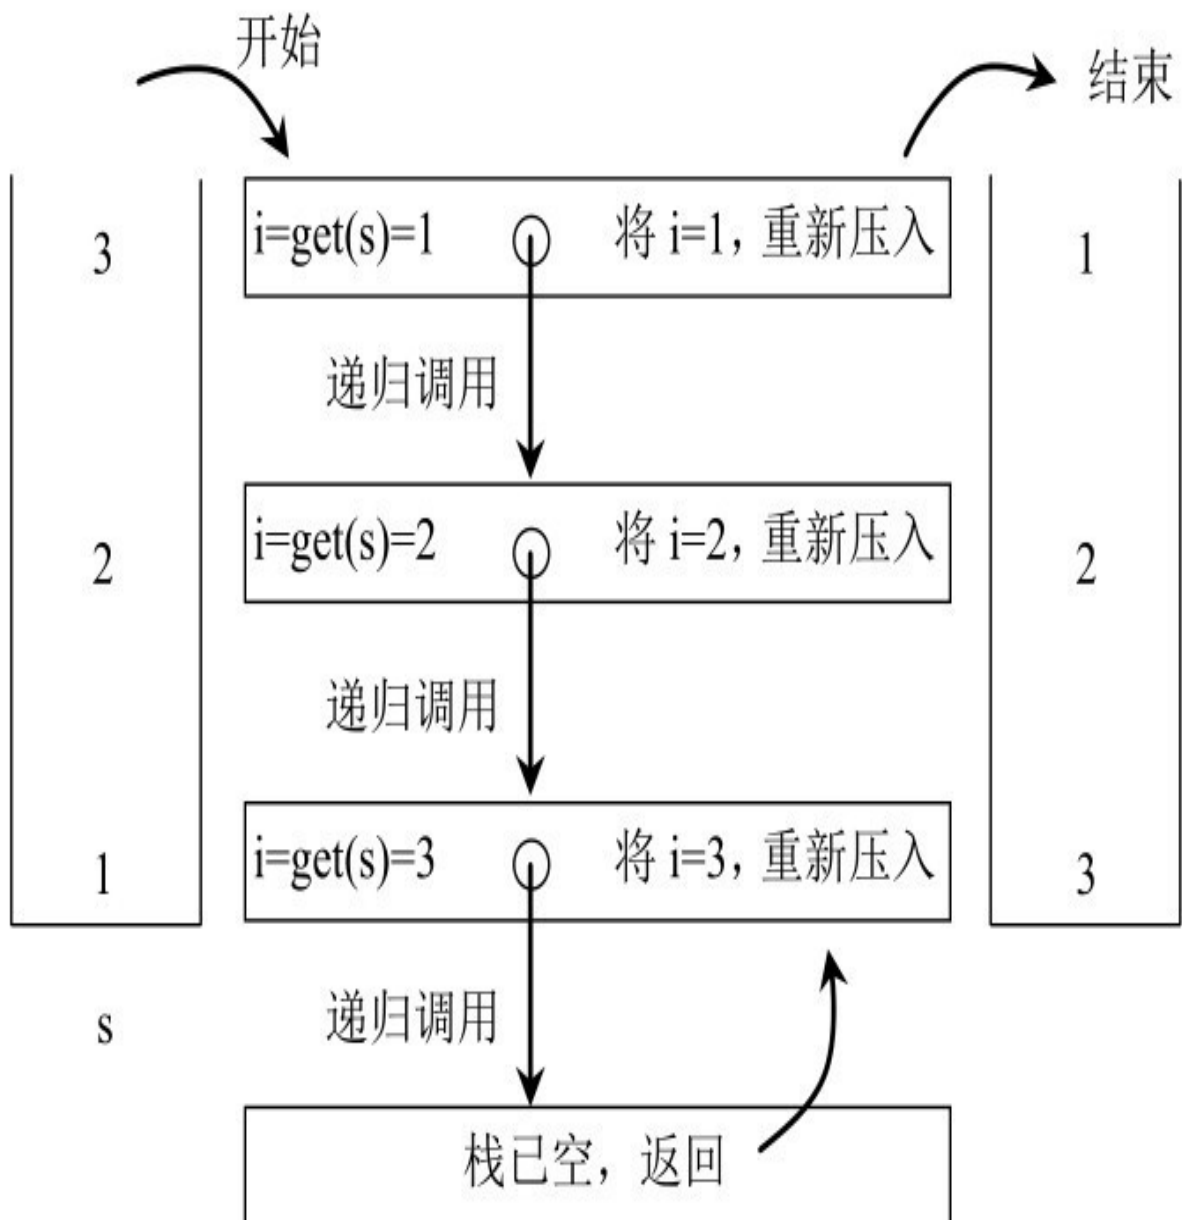 开始
结束
3
i=get(s)=1
将 i=1，重新压入
1
递归调用
2
i=get(s)=2
将 i=2，重新压入
2
递归调用
1
i=get(s)=3
将 i=3，重新压入
3
s
递归调用
栈已空，返回